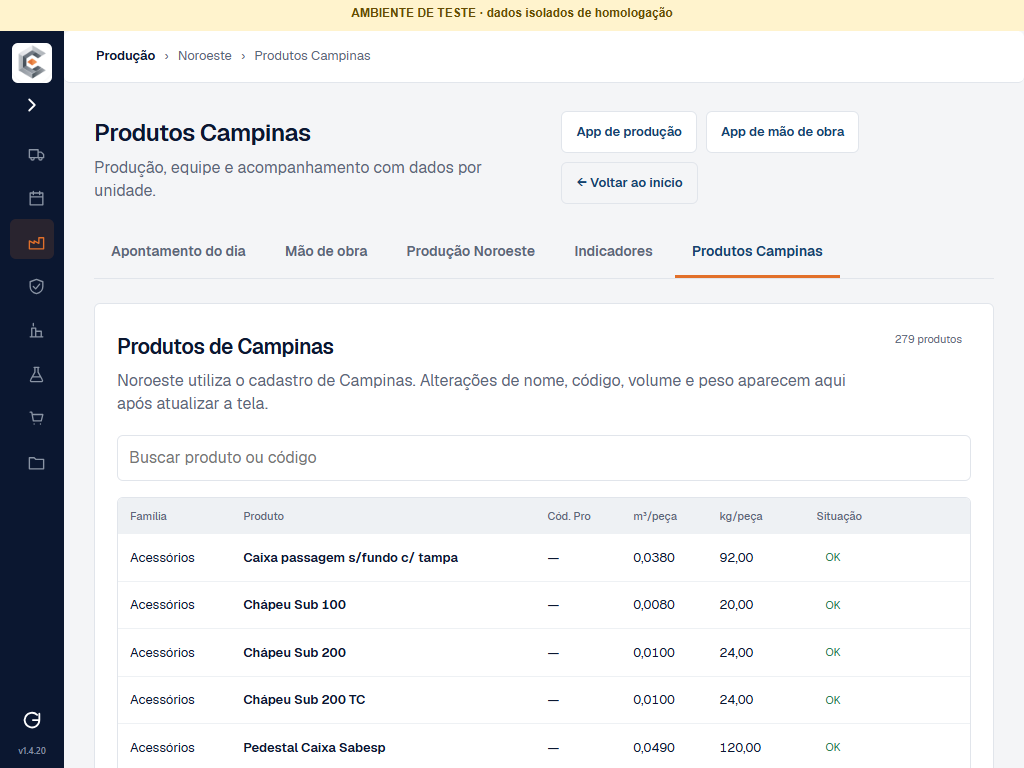 AMBIENTE DE TESTE · dados isolados de homologação
Produção › Noroeste › Produtos Campinas
Produtos Campinas
Produção, equipe e acompanhamento com dados por
unidade.
App de produção
App de mão de obra
← Voltar ao início
Apontamento do dia
Mão de obra
Produção Noroeste
Indicadores
Produtos Campinas
Produtos de Campinas
279 produtos
Noroeste utiliza o cadastro de Campinas. Alterações de nome, código, volume e peso aparecem aqui
após atualizar a tela.
Buscar produto ou código
Família Produto Cód. Pro m³/peça kg/peça Situação
Acessórios Caixa passagem s/fundo c/ tampa — 0,0380 92,00 OK
Acessórios Chápeu Sub 100 — 0,0080 20,00 OK
Acessórios Chápeu Sub 200 — 0,0100 24,00 OK
Acessórios Chápeu Sub 200 TC — 0,0100 24,00 OK
Acessórios Pedestal Caixa Sabesp — 0,0490 120,00 OK
v1.4.20